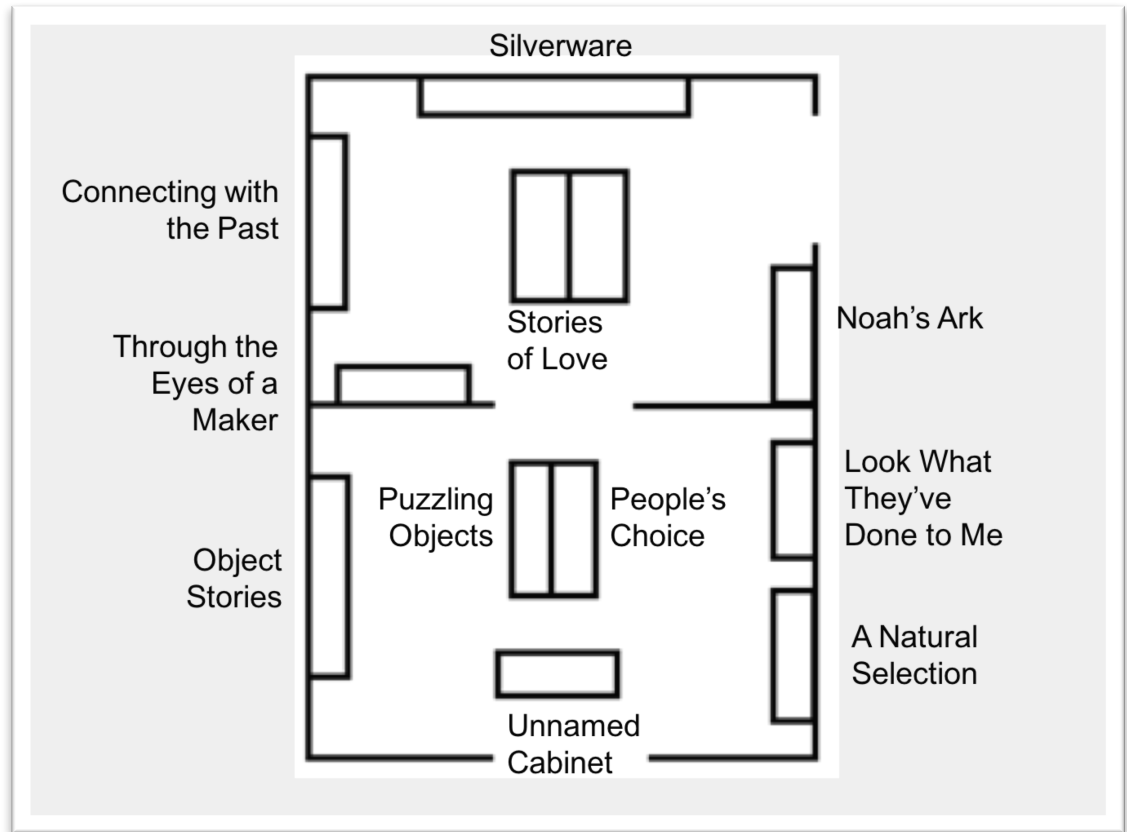 Silverware
Connecting with
the Past
Stories
of Love
Noah’s Ark
Through the
Eyes of a
Maker
Puzzling
Objects
People’s
Choice
Look What
They’ve
Done to Me
Object
Stories
A Natural
Selection
Unnamed
Cabinet